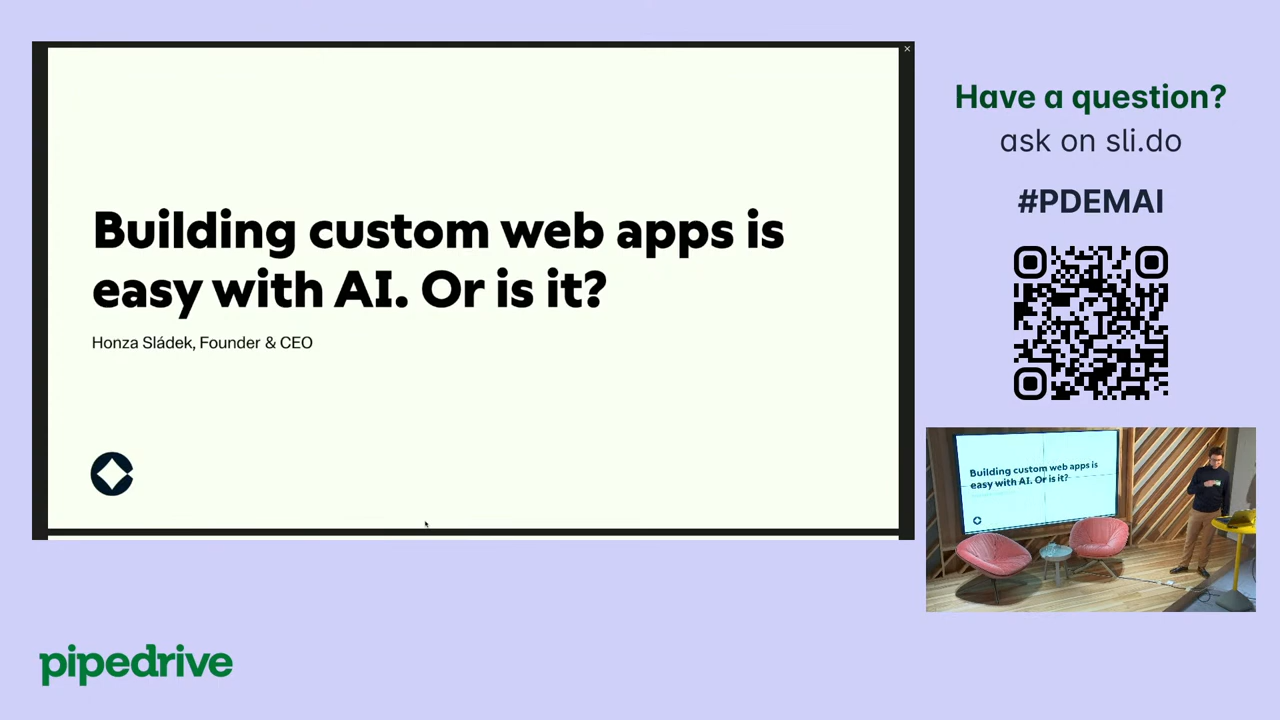 Building custom web apps is
easy with AI. Or is it?
Honza Sládek, Founder & CEO
Have a question?
ask on sli.do
#PDEMAI
Building custom web apps is
easy with AI. Or is it?
pipedrive